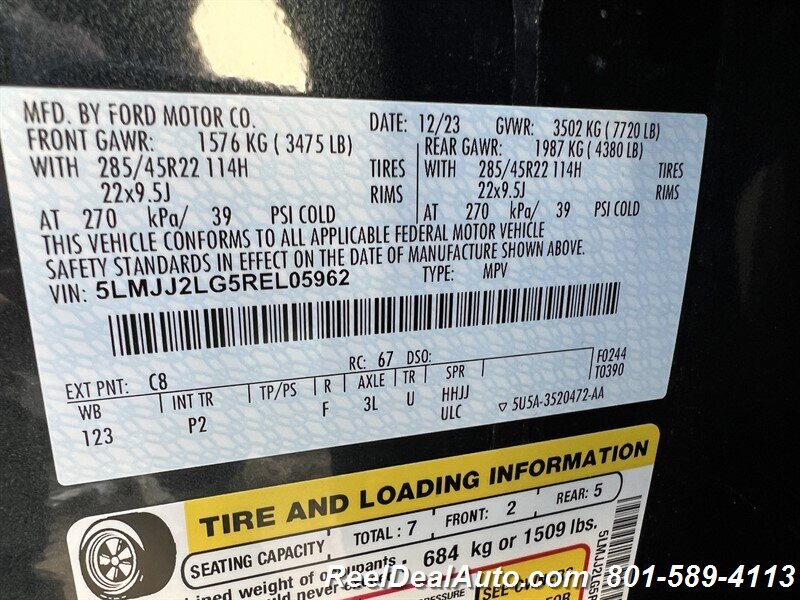 MFD. BY FORD MOTOR CO. DATE: 12/23 GVWR: 3502 KG ( 7720 LB)
FRONT GAWR: 1576 KG ( 3475 LB) REAR GAWR: 1987 KG ( 4380 LB)
WITH 285/45R22 114H TIRES 285/45R22 114H TIRES
22x9.5J RIMS WITH 22x9.5J RIMS
AT 270 kPa/ 39 PSI COLD AT 270 kPa/ 39 PSI COLD
THIS VEHICLE CONFORMS TO ALL APPLICABLE FEDERAL MOTOR VEHICLE
SAFETY STANDARDS IN EFFECT ON THE DATE OF MANUFACTURE SHOWN ABOVE.
VIN: 5LMJJ2LG5REL05962 TYPE: MPV
EXT PNT: C8 RC: 67 DSO: F0244
WB INT TR TP/PS R AXLE TR SPR T0390
123 P2 F 3L U HHJJ
ULC ▽ 5U5A-3520472-AA
TIRE AND LOADING INFORMATION
SEATING CAPACITY TOTAL : 7 FRONT: 2 REAR: 5
weight of 684 kg or 1509 lbs.
ReelDealAuto.com 801-589-4113